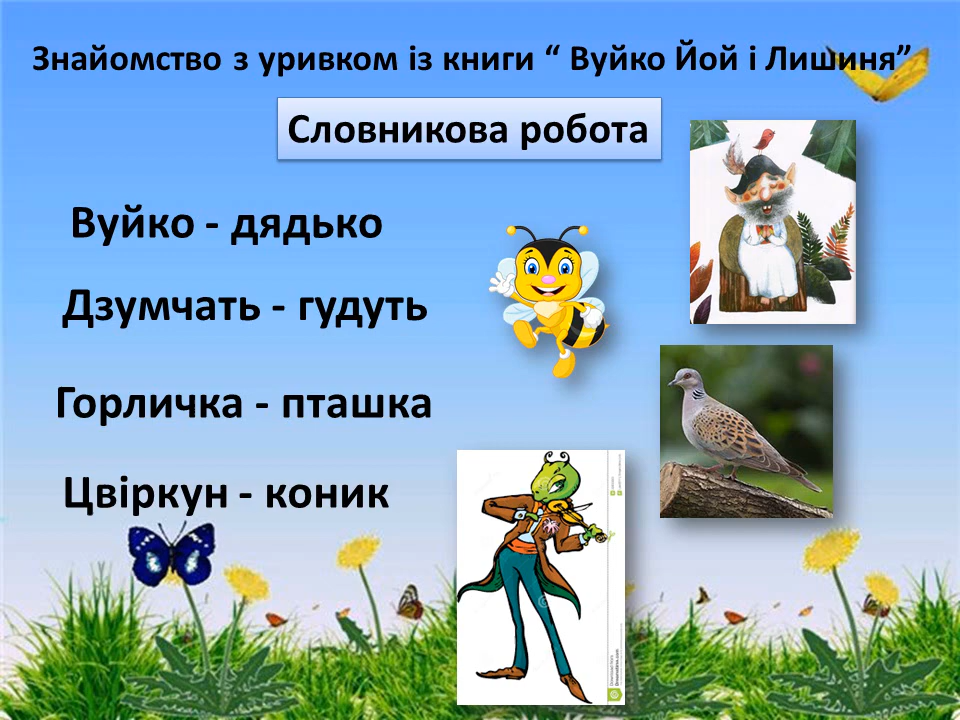 Знайомство з уривком із книги “ Вуйко Йой і Лишиня”
Словникова робота
Вуйко - дядько
Дзумчать - гудуть
Горличка - пташка
Цвіркун - коник